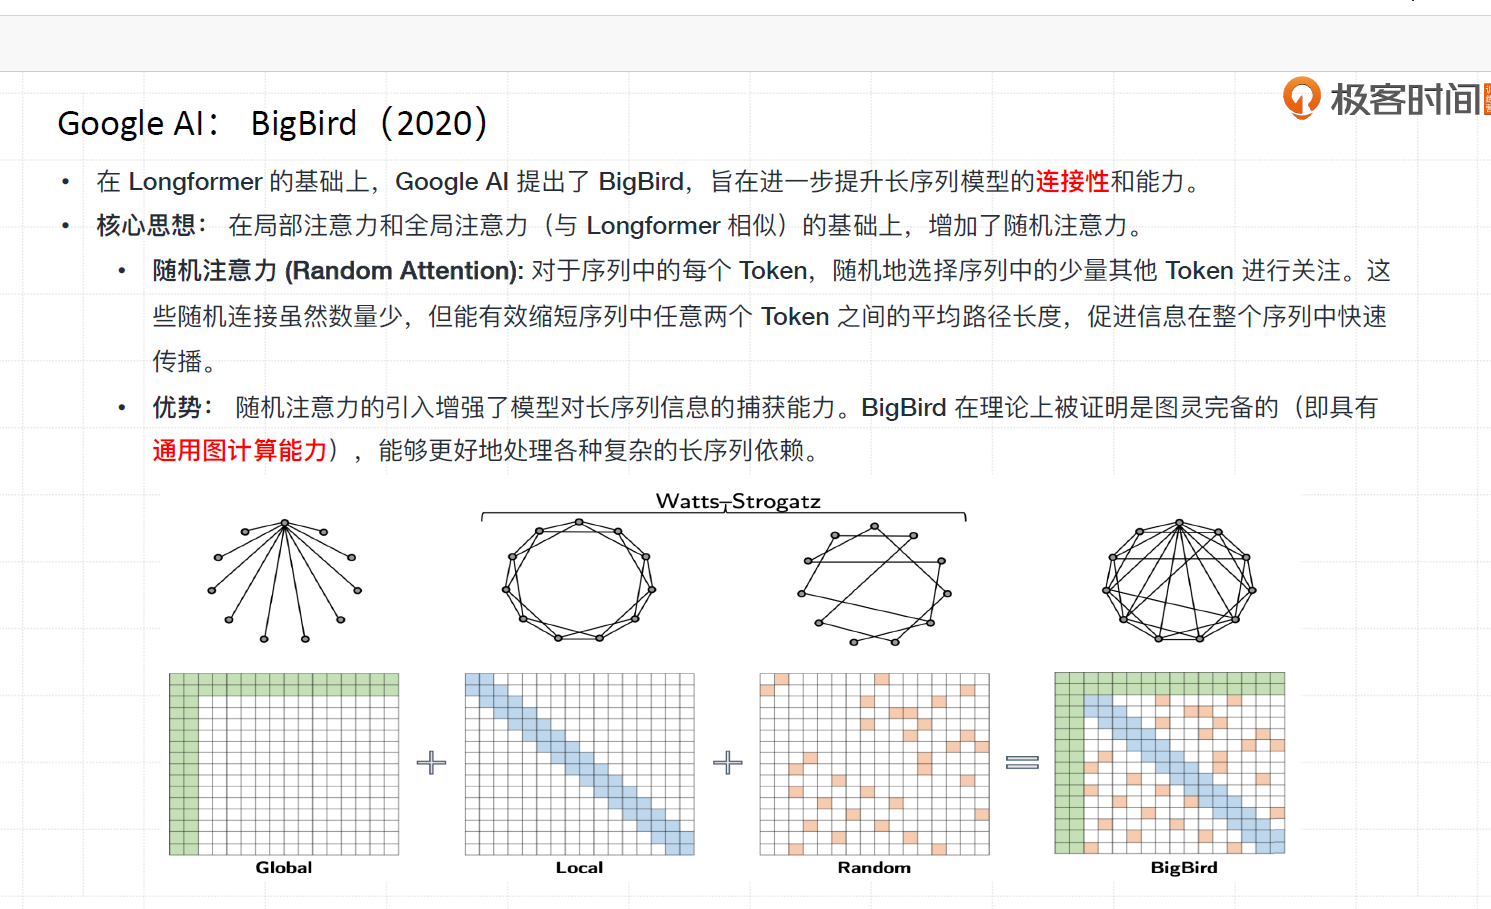 极客时间
Google AI： BigBird（2020）
• 在 Longformer 的基础上，Google AI 提出了 BigBird，旨在进一步提升长序列模型的连接性和能力。
• 核心思想： 在局部注意力和全局注意力（与 Longformer 相似）的基础上，增加了随机注意力。
• 随机注意力 (Random Attention): 对于序列中的每个 Token，随机地选择序列中的少量其他 Token 进行关注。这
些随机连接虽然数量少，但能有效缩短序列中任意两个 Token 之间的平均路径长度，促进信息在整个序列中快速
传播。
• 优势： 随机注意力的引入增强了模型对长序列信息的捕获能力。BigBird 在理论上被证明是图灵完备的（即具有
通用图计算能力），能够更好地处理各种复杂的长序列依赖。
Watts–Strogatz
Global
Local
Random
BigBird